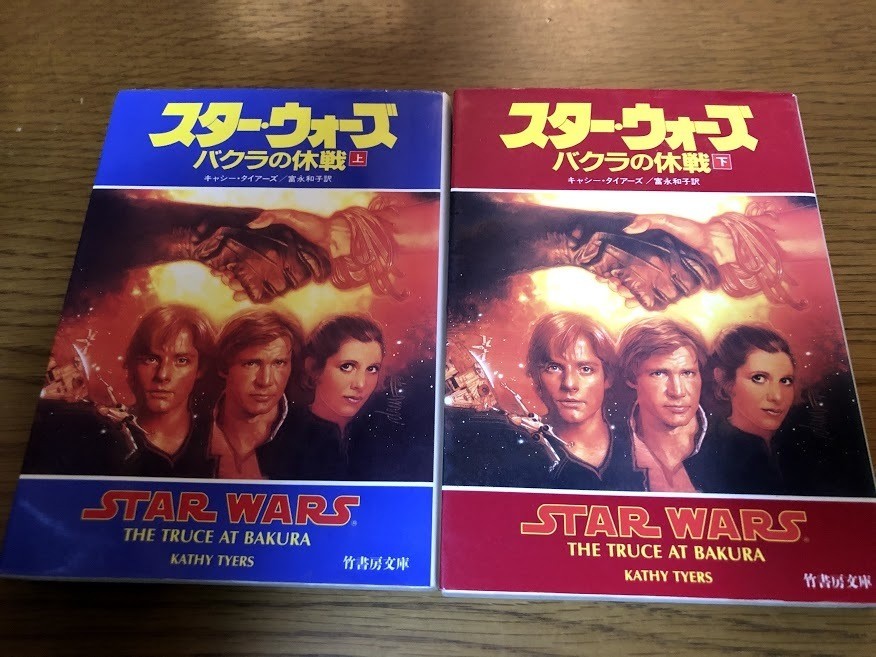 スター・ウォーズ
バクラの休戦 上
キャシー・タイアーズ/富永和子訳
STAR WARS®
THE TRUCE AT BAKURA
KATHY TYERS
竹書房文庫
スター・ウォーズ
バクラの休戦 下
キャシー・タイアーズ/富永和子訳
STAR WARS®
THE TRUCE AT BAKURA
KATHY TYERS
竹書房文庫